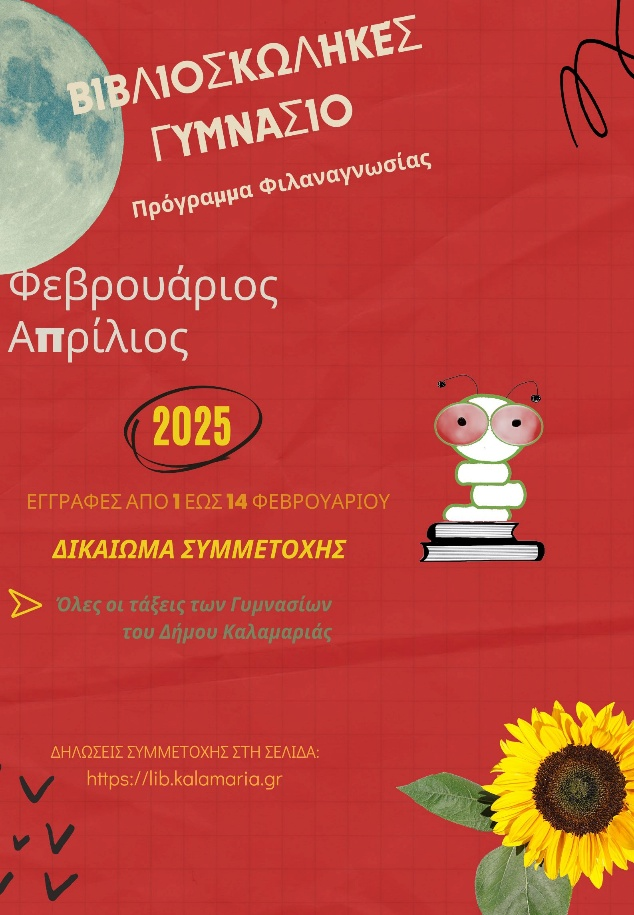 ΒΙΒΛΙΟΣΚΩΛΗΚΕΣ
ΓΥΜΝΑΣΙΟ
Πρόγραμμα Φιλαναγνωσίας
Φεβρουάριος
Απρίλιος
2025
ΕΓΓΡΑΦΕΣ ΑΠΟ 1 ΕΩΣ 14 ΦΕΒΡΟΥΑΡΙΟΥ
ΔΙΚΑΙΩΜΑ ΣΥΜΜΕΤΟΧΗΣ
Όλες οι τάξεις των Γυμνασίων
του Δήμου Καλαμαριάς
ΔΗΛΩΣΕΙΣ ΣΥΜΜΕΤΟΧΗΣ ΣΤΗ ΣΕΛΙΔΑ:
https://lib.kalamaria.gr